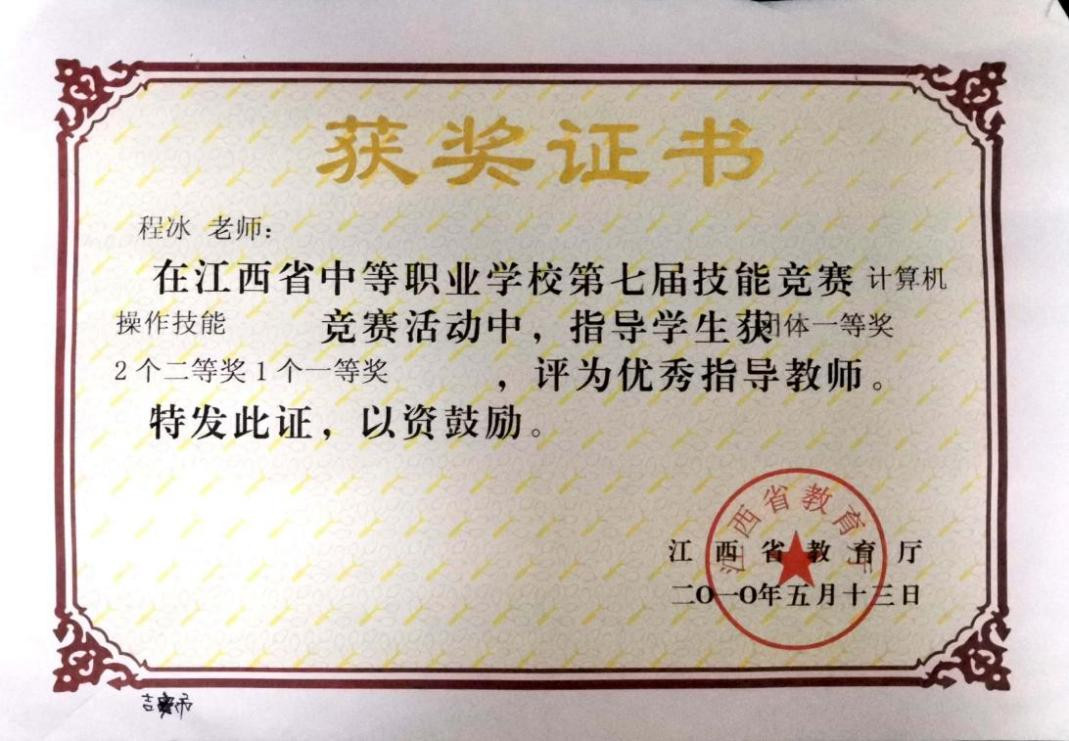 获奖证书
程冰 老师：
在江西省中等职业学校第七届技能竞赛 计算机
操作技能 竞赛活动中，指导学生获团体一等奖
2个二等奖1个一等奖 ，评为优秀指导教师。
特发此证，以资鼓励。
江西省教育厅
江西省教育厅
二〇一〇年五月十三日